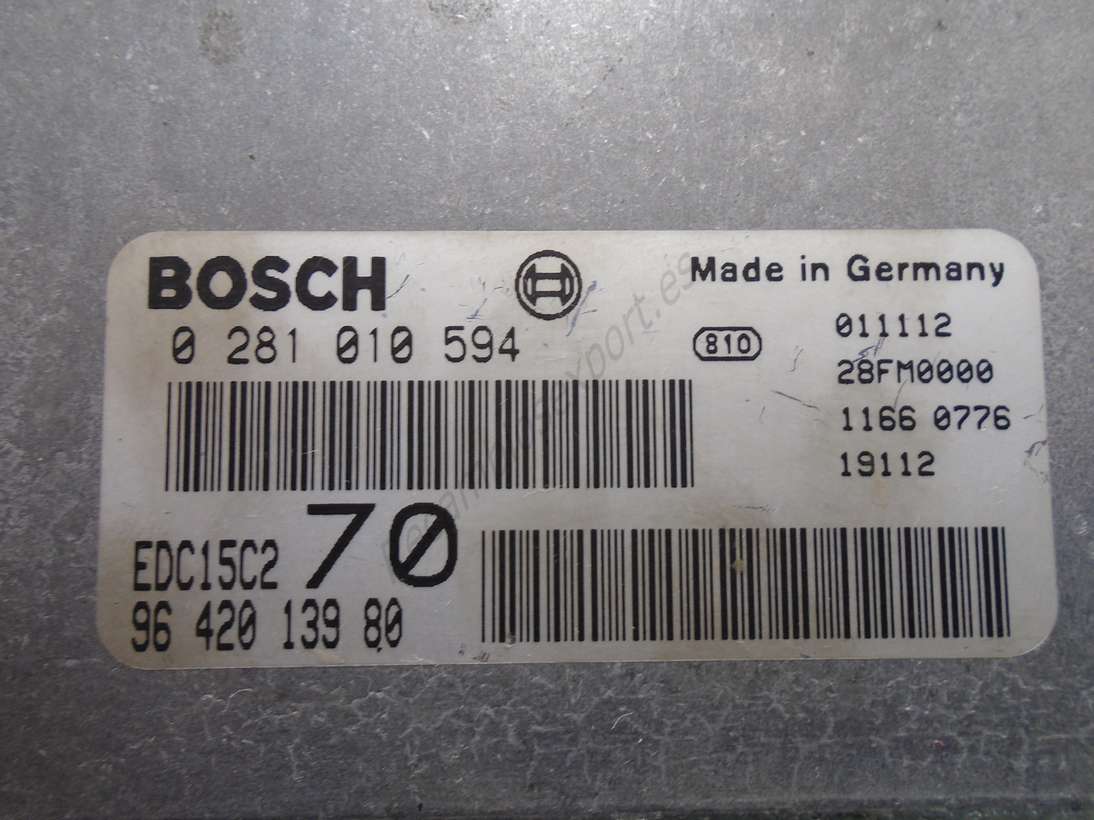 BOSCH
Made in Germany
0 281 010 594
810
011112
28FM0000
1166 0776
19112
EDC15C2
70
96 420 139 80